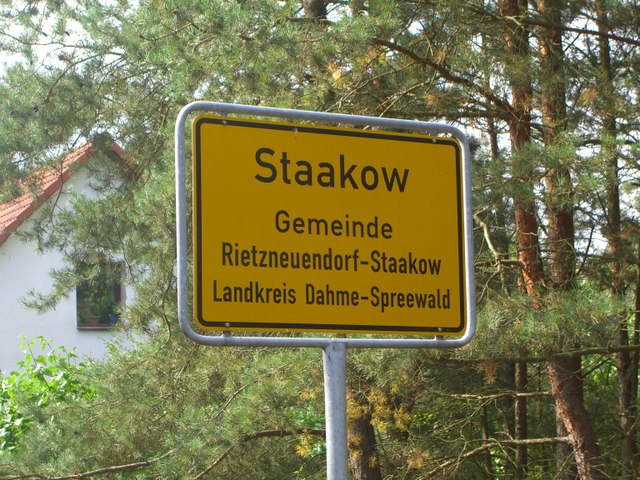 Staakow
Gemeinde
Rietzneuendorf-Staakow
Landkreis Dahme-Spreewald